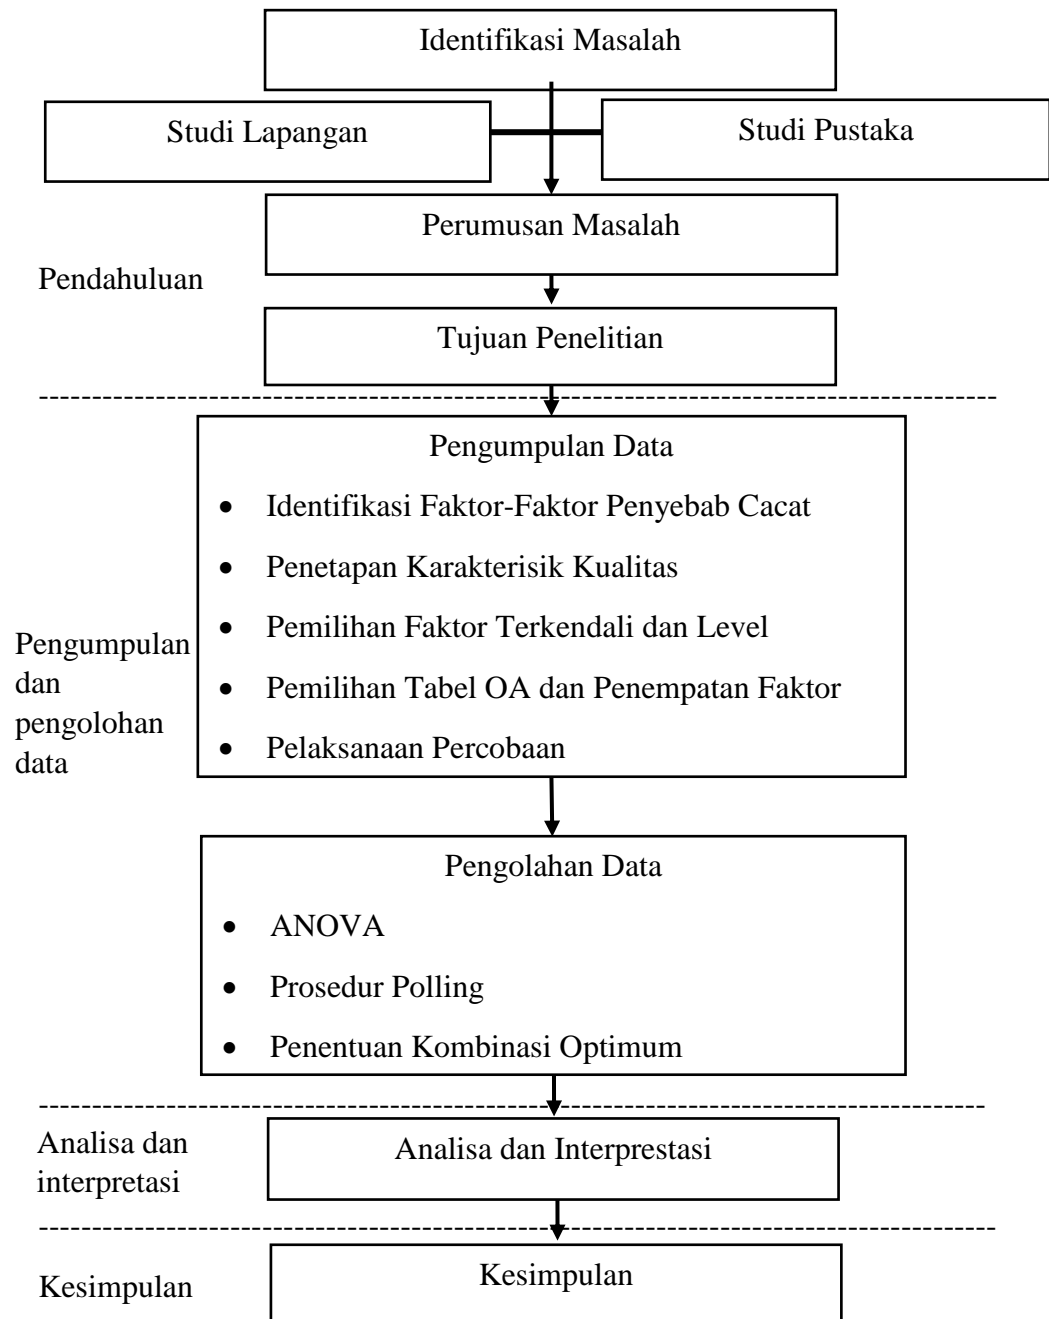 Identifikasi Masalah
Studi Lapangan
Studi Pustaka
Perumusan Masalah
Pendahuluan
Tujuan Penelitian
Pengumpulan Data
• Identifikasi Faktor-Faktor Penyebab Cacat
• Penetapan Karakterisik Kualitas
• Pemilihan Faktor Terkendali dan Level
• Pemilihan Tabel OA dan Penempatan Faktor
• Pelaksanaan Percobaan
Pengumpulan
dan
pengolohan
data
Pengolahan Data
• ANOVA
• Prosedur Polling
• Penentuan Kombinasi Optimum
Analisa dan
interpretasi
Analisa dan Interprestasi
Kesimpulan
Kesimpulan